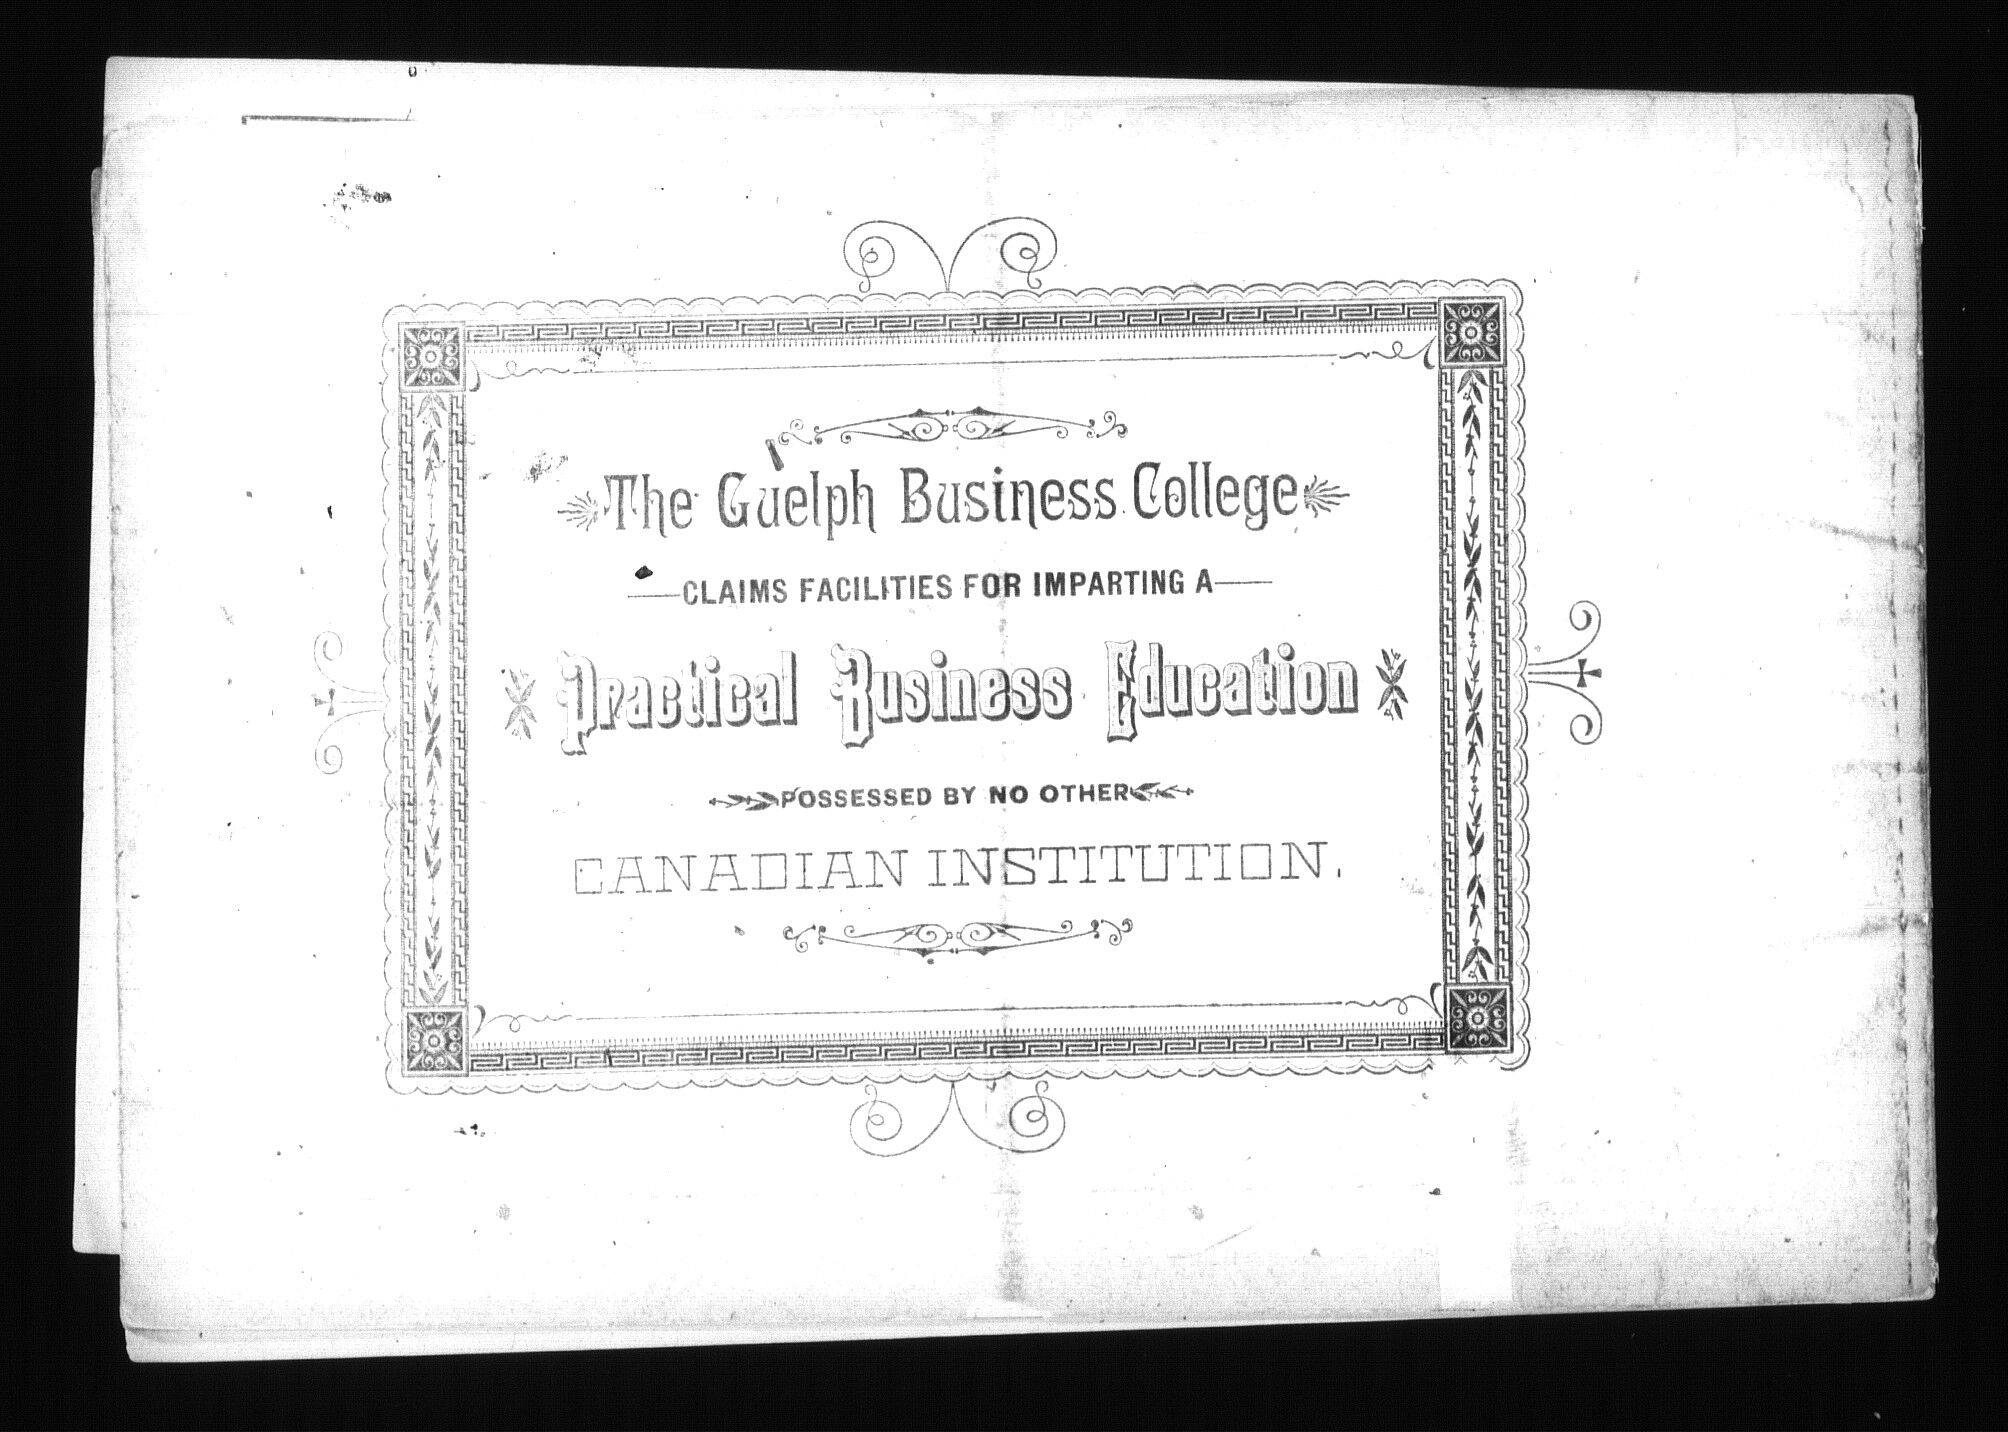 The Guelph Business College
CLAIMS FACILITIES FOR IMPARTING A
Practical Business Education
POSSESSED BY NO OTHER
CANADIAN INSTITUTION.